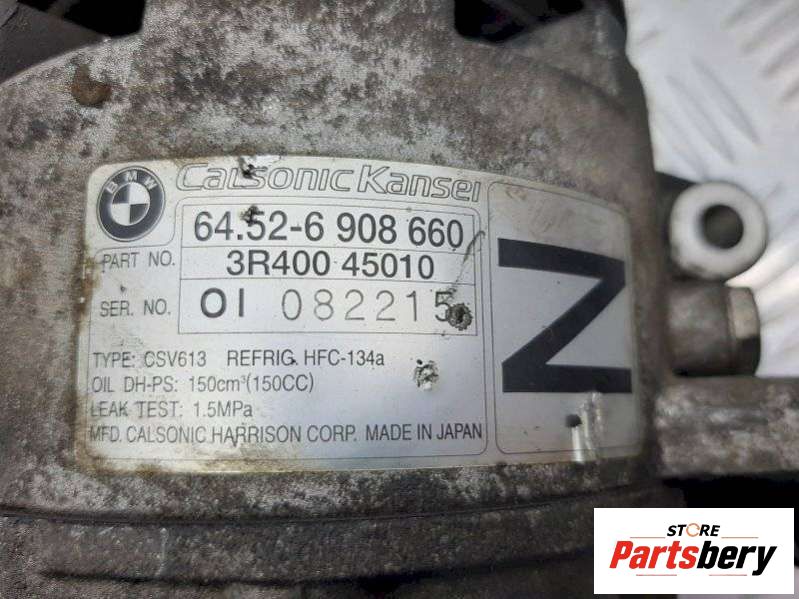 BMW
CALSONIC KANSEI
64.52-6 908 660
PART NO. 3R400 45010
SER. NO. 01 082215
N
TYPE: CSV613 REFRIG. HFC-134a
OIL DH-PS: 150cm³(150CC)
LEAK TEST: 1.5MPa
MFD. CALSONIC HARRISON CORP. MADE IN JAPAN
STORE
Partsbery